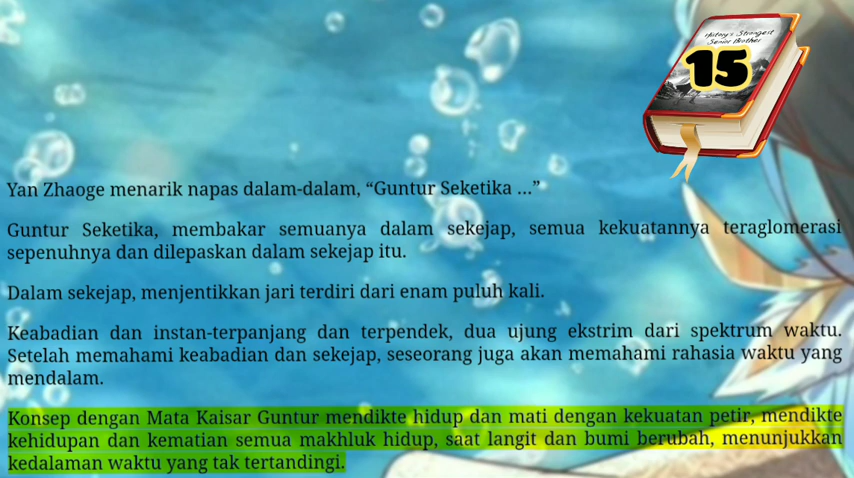 History's Strongest
Senior Brother
15
Yan Zhaoge menarik napas dalam-dalam, “Guntur Seketika ...”
Guntur Seketika, membakar semuanya dalam sekejap, semua kekuatannya teraglomerasi
sepenuhnya dan dilepaskan dalam sekejap itu.
Dalam sekejap, menjentikkan jari terdiri dari enam puluh kali.
Keabadian dan instan-terpanjang dan terpendek, dua ujung ekstrim dari spektrum waktu.
Setelah memahami keabadian dan sekejap, seseorang juga akan memahami rahasia waktu yang
mendalam.
Konsep dengan Mata Kaisar Guntur mendikte hidup dan mati dengan kekuatan petir, mendikte
kehidupan dan kematian semua makhluk hidup, saat langit dan bumi berubah, menunjukkan
kedalaman waktu yang tak tertandingi.